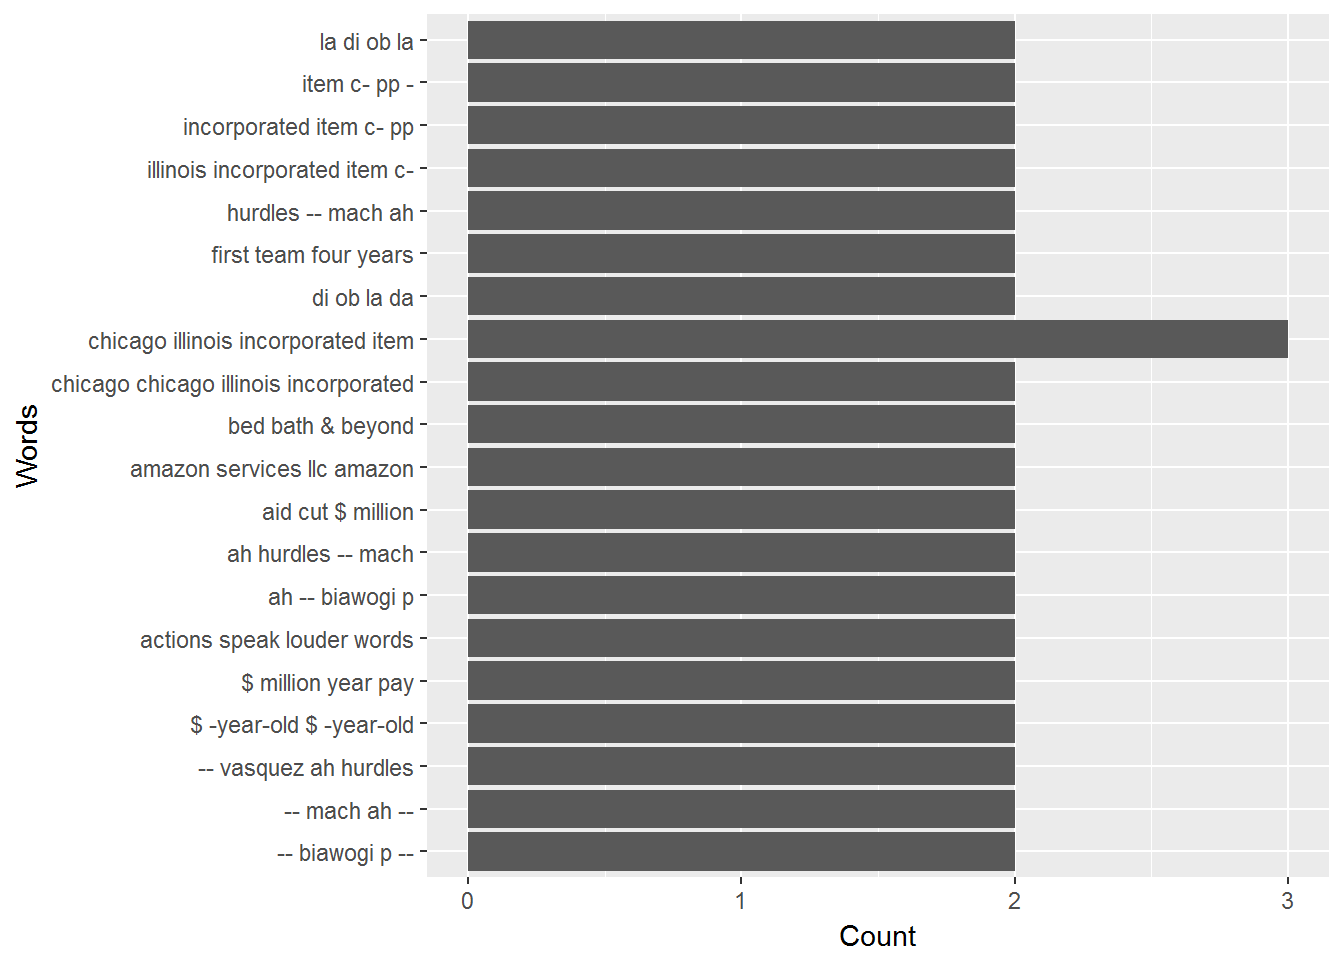 la di ob la
item c- pp -
incorporated item c- pp
illinois incorporated item c-
hurdles -- mach ah
first team four years
di ob la da
chicago illinois incorporated item
chicago chicago illinois incorporated
bed bath & beyond
amazon services llc amazon
aid cut $ million
ah hurdles -- mach
ah -- biawogi p
actions speak louder words
$ million year pay
$ -year-old $ -year-old
-- vasquez ah hurdles
-- mach ah --
-- biawogi p --
Words
0 1 2 3
Count